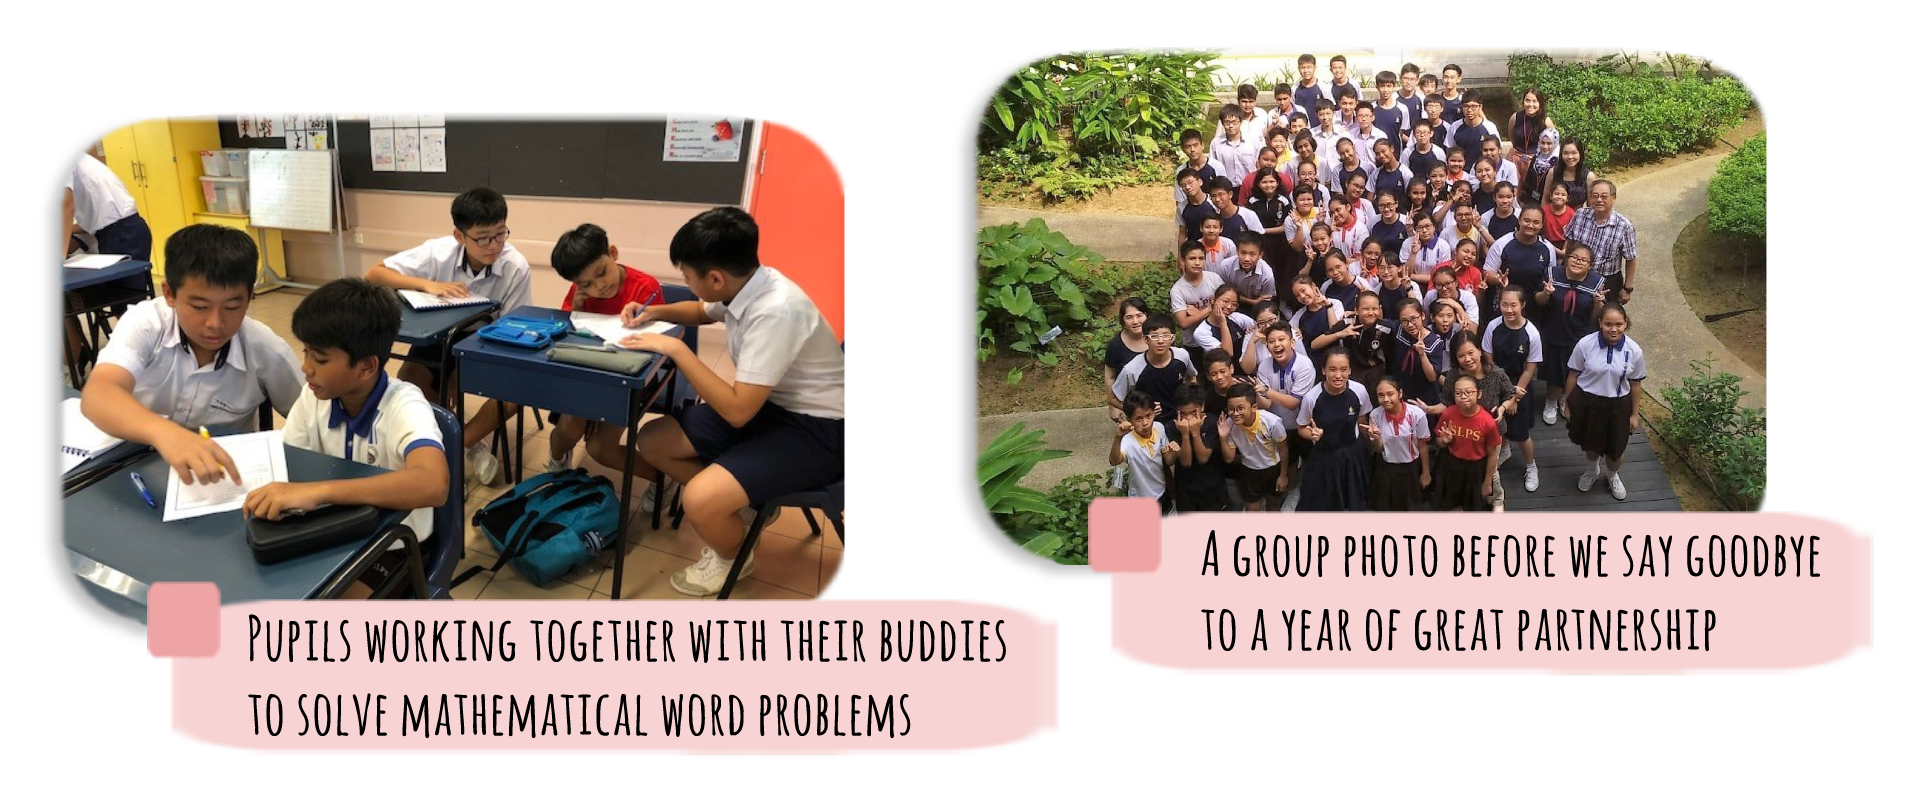 Pupils working together with their buddies
to solve mathematical word problems
A group photo before we say goodbye
to a year of great partnership
SLPS